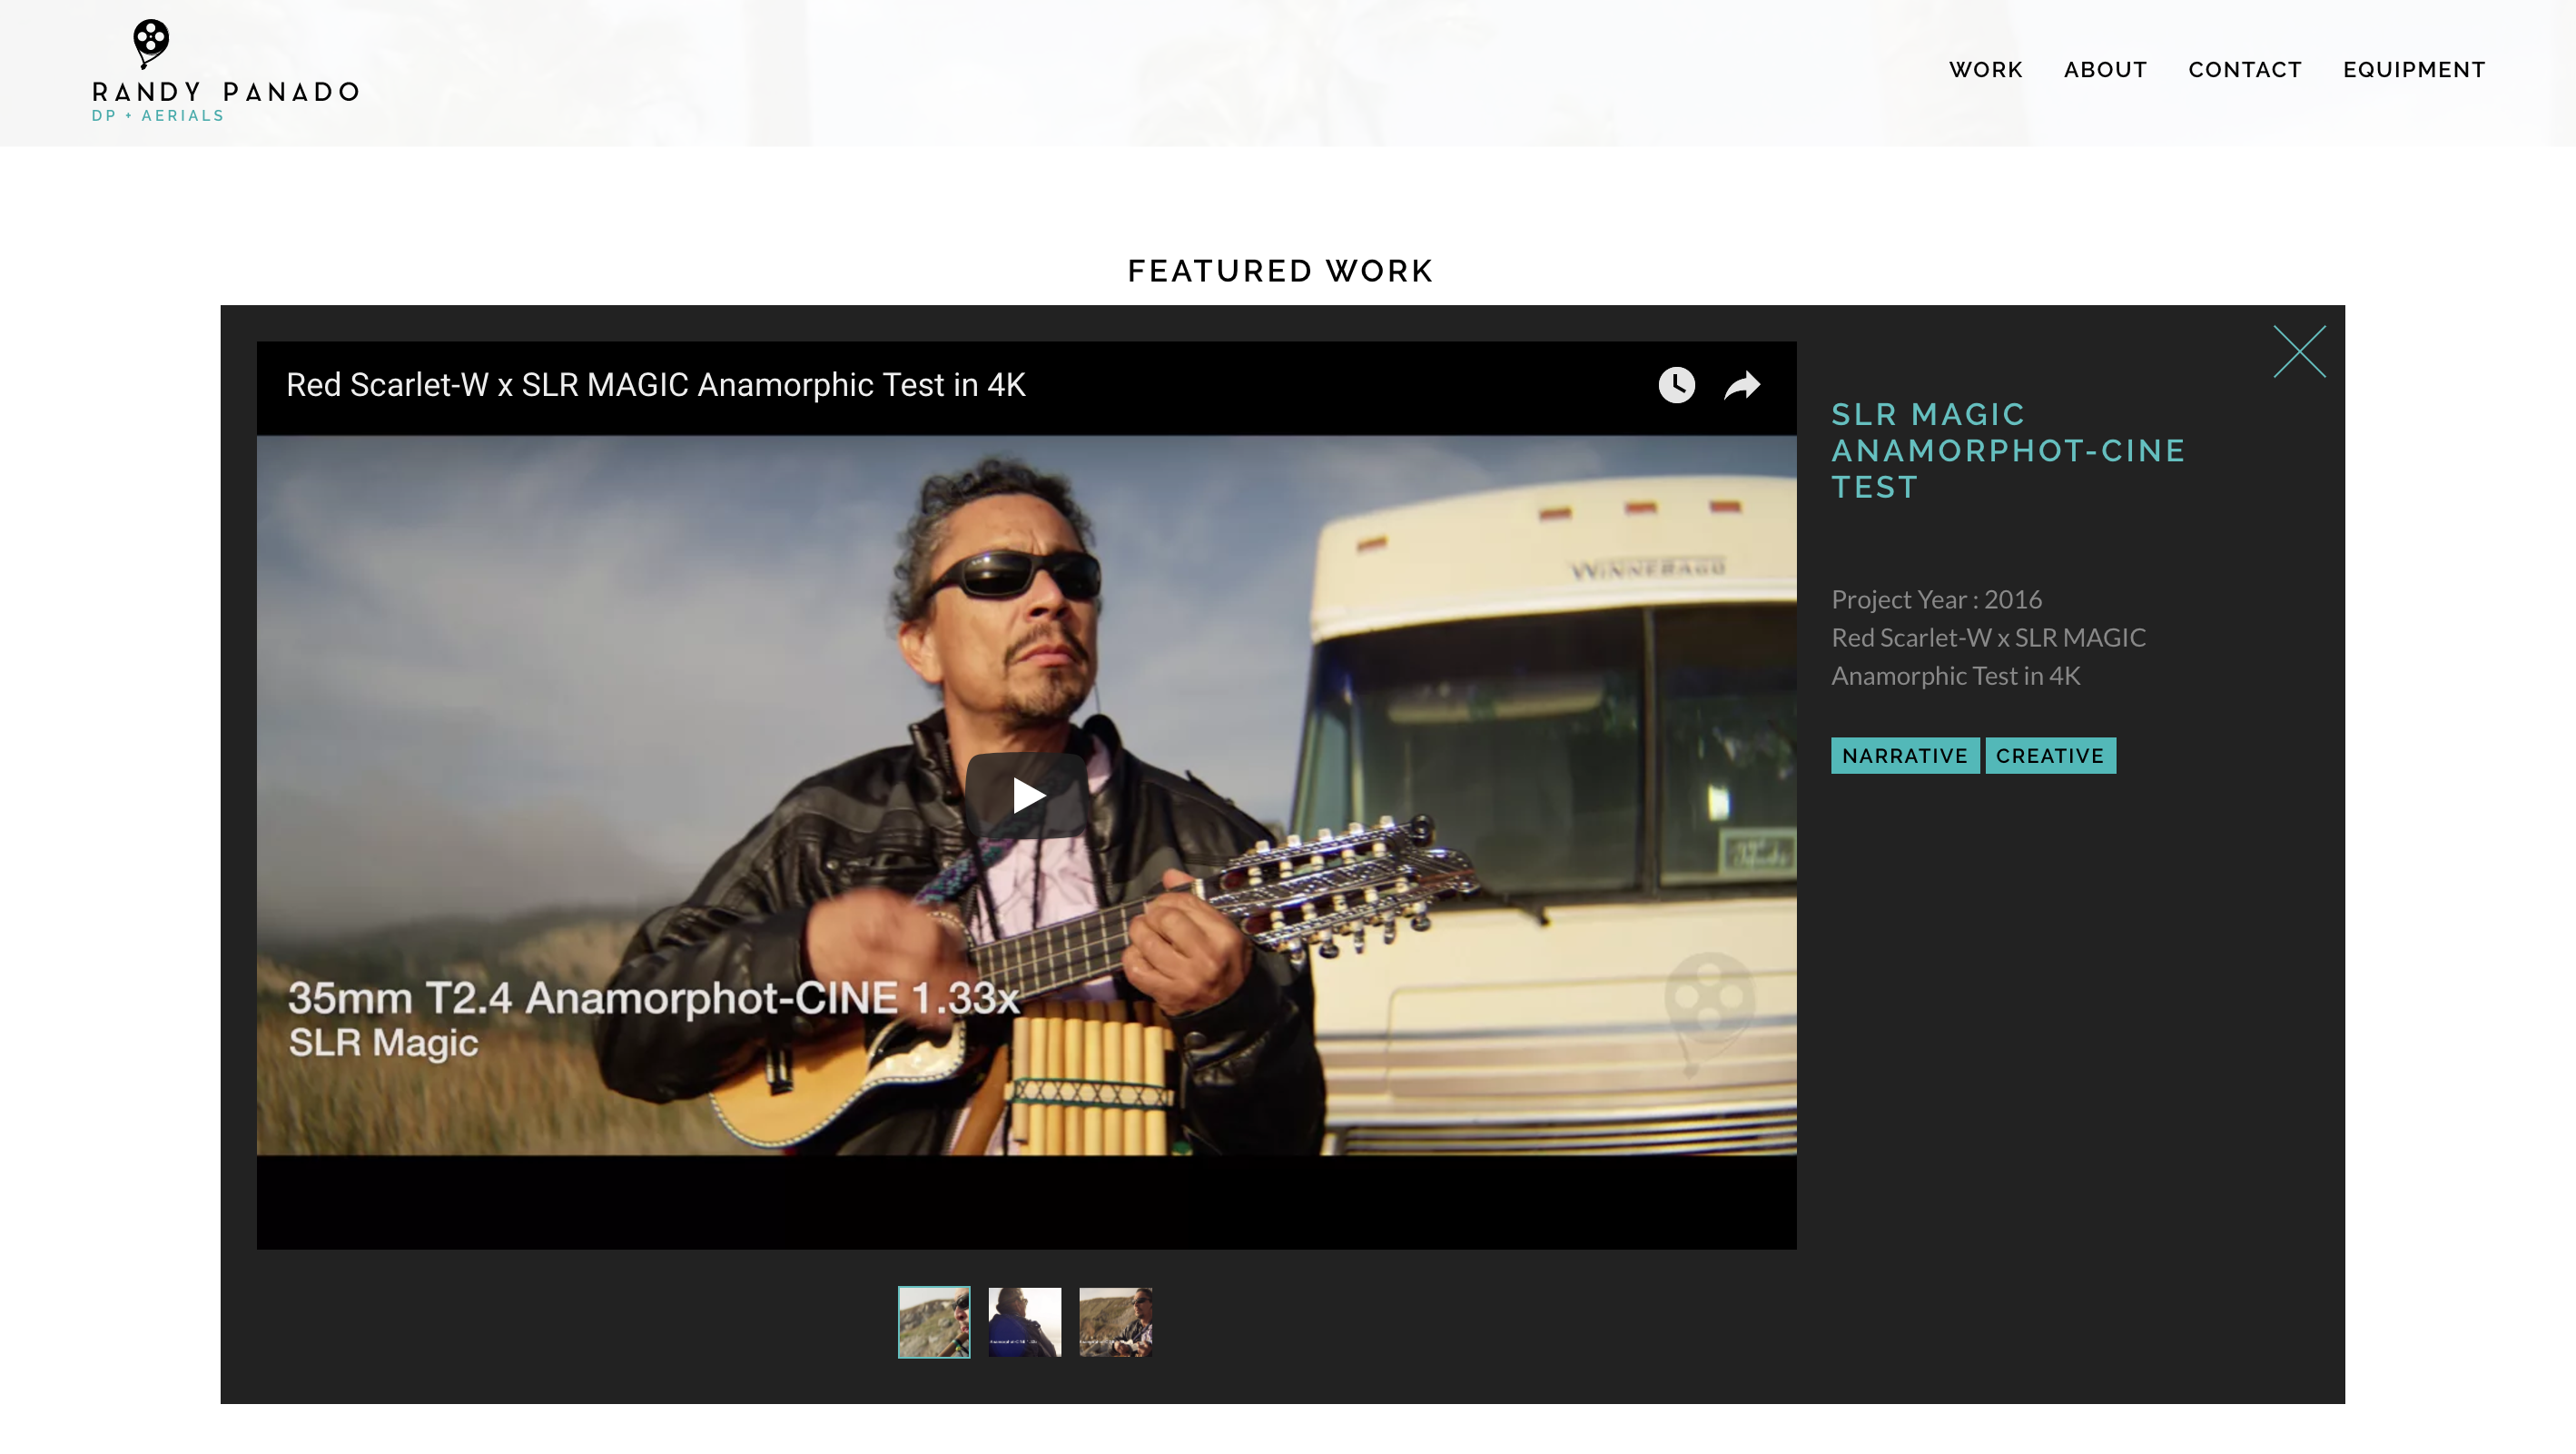 RANDY PANADO
DP + AERIALS
WORK ABOUT CONTACT EQUIPMENT
FEATURED WORK
Red Scarlet-W x SLR MAGIC Anamorphic Test in 4K
WINNEBAGO
35mm T2.4 Anamorphot-CINE 1.33x
SLR Magic
SLR MAGIC
ANAMORPHOT-CINE
TEST
Project Year : 2016
Red Scarlet-W x SLR MAGIC
Anamorphic Test in 4K
NARRATIVE CREATIVE